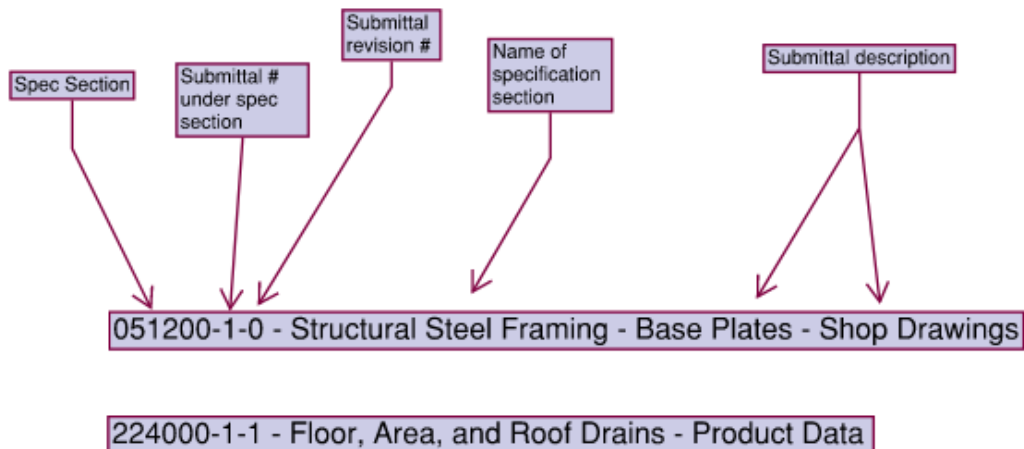 Submittal
revision #
Name of
specification
section
Submittal description
Spec Section
Submittal #
under spec
section
051200-1-0 - Structural Steel Framing - Base Plates - Shop Drawings
224000-1-1 - Floor, Area, and Roof Drains - Product Data